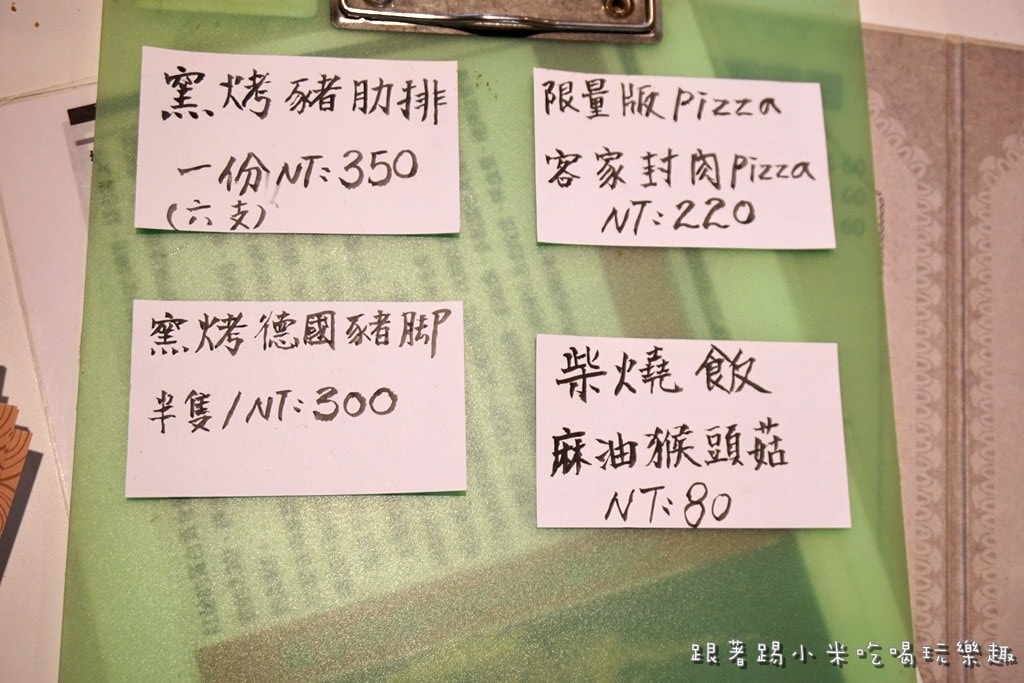 窯烤豬肋排
一份NT:350
(六支)
限量版pizza
客家封肉pizza
NT:220
窯烤德國豬腳
半隻/NT:300
柴燒飯
麻油猴頭菇
NT:80
跟著踢小米吃喝玩樂趣